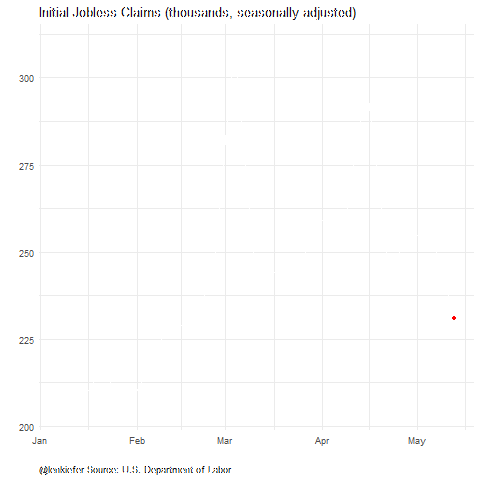 Initial Jobless Claims (thousands, seasonally adjusted)
300
275
250
225
200
Jan Feb Mar Apr May
@lenkiefer Source: U.S. Department of Labor